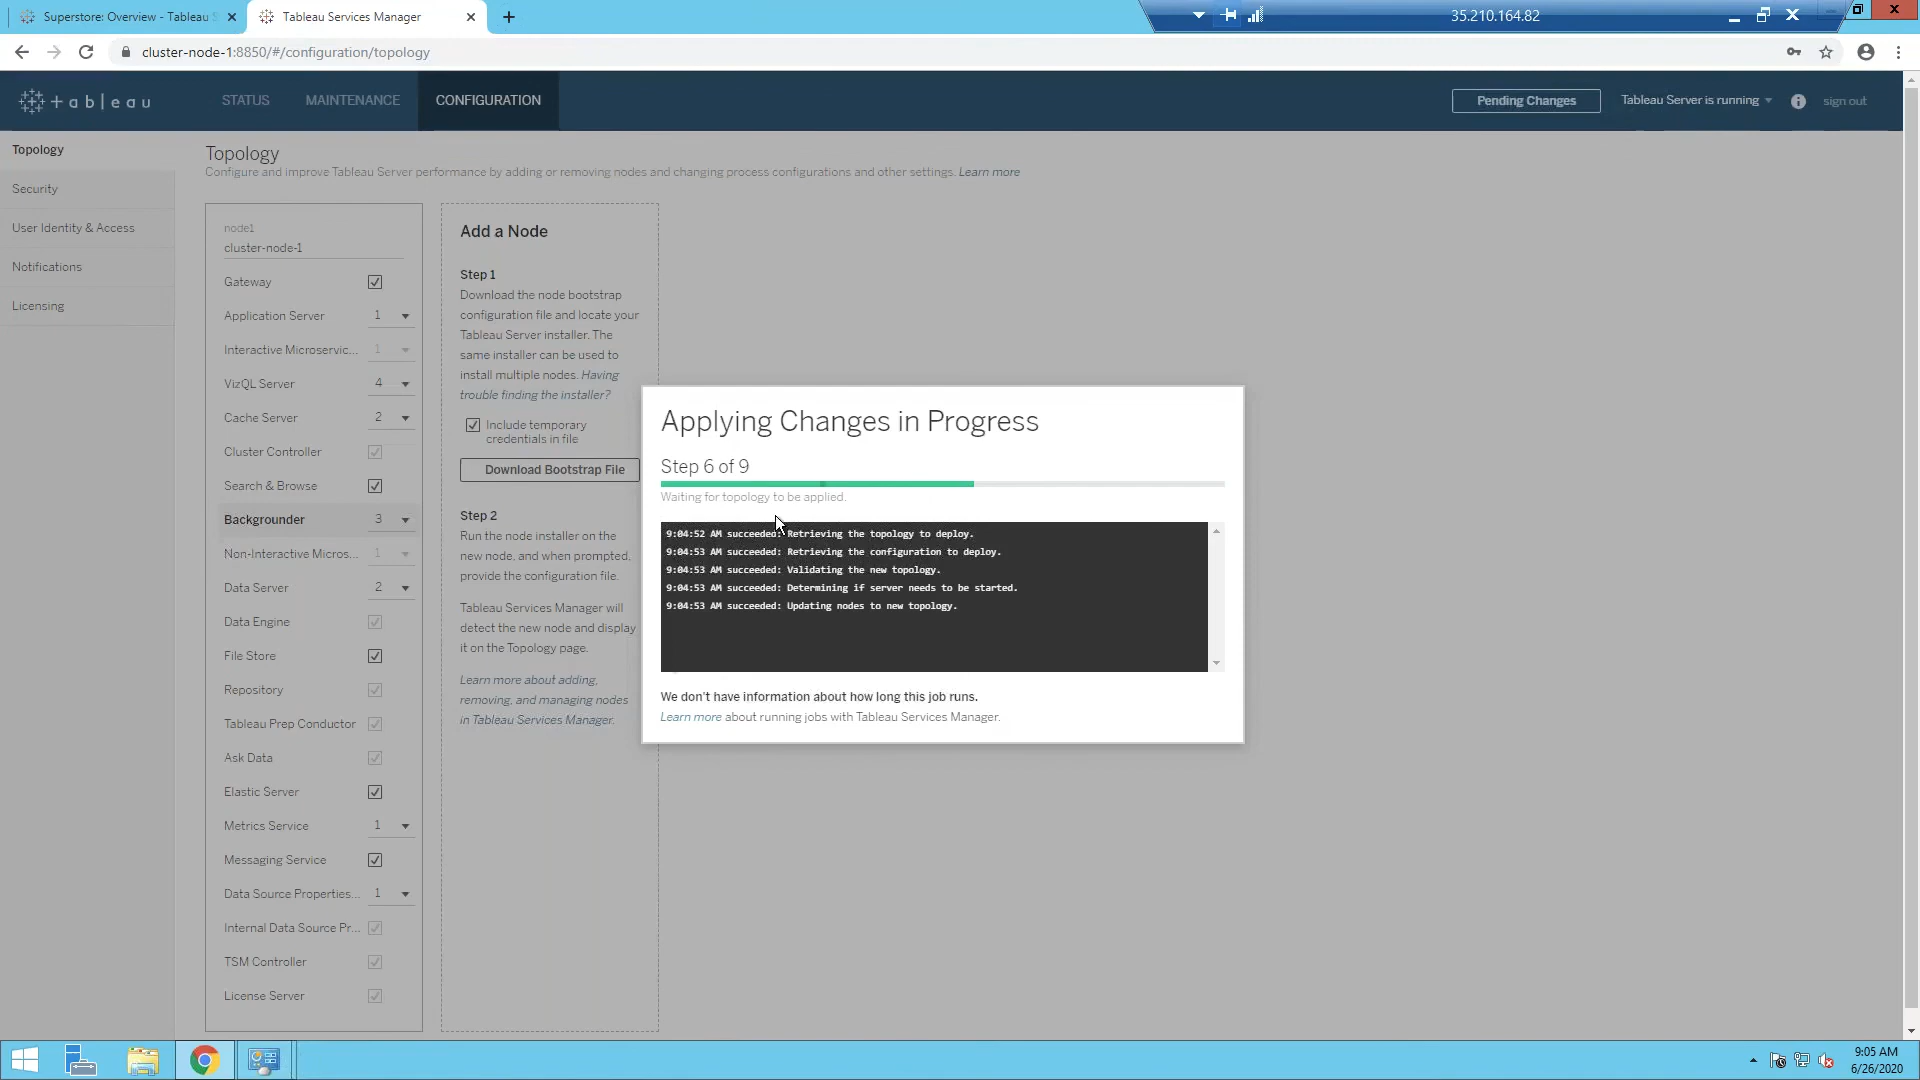 Superstore: Overview - Tableau S
Tableau Services Manager
35.210.164.82
cluster-node-1:8850/#/configuration/topology
+ a b | e a u
STATUS
MAINTENANCE
CONFIGURATION
Pending Changes
Tableau Server is running
sign out
Topology
Security
User Identity & Access
Notifications
Licensing
Topology
Configure and improve Tableau Server performance by adding or removing nodes and changing process configurations and other settings. Learn more
node1
cluster-node-1
Gateway
Application Server 1
Interactive Microservic... 1
VizQL Server 4
Cache Server 2
Cluster Controller
Search & Browse
Backgrounder 3
Non-Interactive Micros... 1
Data Server 2
Data Engine
File Store
Repository
Tableau Prep Conductor
Ask Data
Elastic Server
Metrics Service 1
Messaging Service
Data Source Properties... 1
Internal Data Source Pr...
TSM Controller
License Server
Add a Node
Step 1
Download the node bootstrap
configuration file and locate your
Tableau Server installer. The
same installer can be used to
install multiple nodes. Having
trouble finding the installer?
Include temporary
credentials in file
Download Bootstrap File
Step 2
Run the node installer on the
new node, and when prompted,
provide the configuration file.
Tableau Services Manager will
detect the new node and display
it on the Topology page.
Learn more about adding,
removing, and managing nodes
in Tableau Services Manager.
Applying Changes in Progress
Step 6 of 9
Waiting for topology to be applied.
9:04:52 AM succeeded: Retrieving the topology to deploy.
9:04:53 AM succeeded: Retrieving the configuration to deploy.
9:04:53 AM succeeded: Validating the new topology.
9:04:53 AM succeeded: Determining if server needs to be started.
9:04:53 AM succeeded: Updating nodes to new topology.
We don't have information about how long this job runs.
Learn more about running jobs with Tableau Services Manager.
9:05 AM
6/26/2020